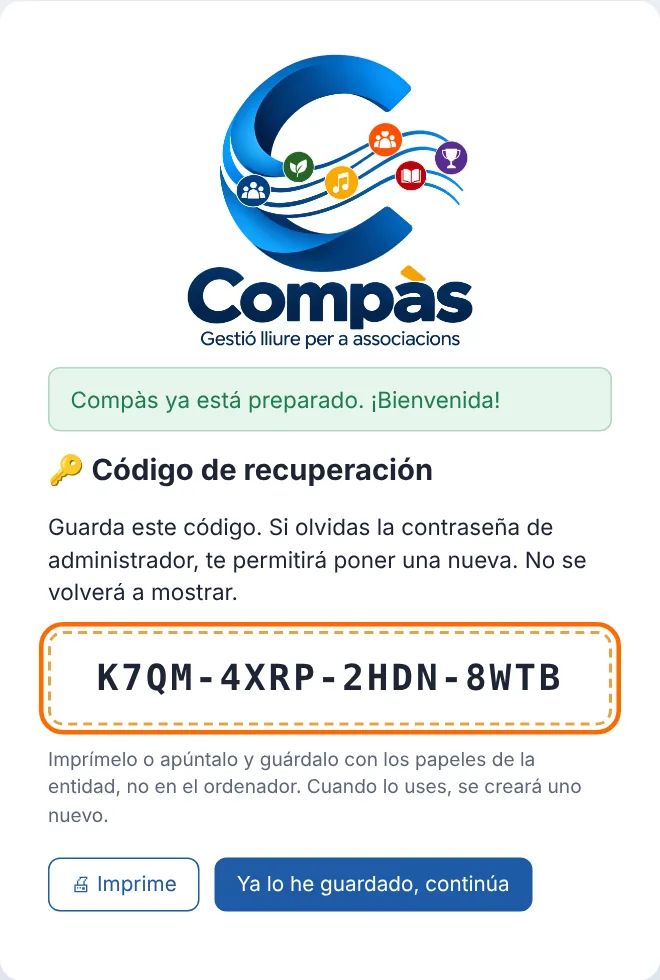 Compàs
Gestió lliure per a associacions
Compàs ya está preparado. ¡Bienvenida!
🔑 Código de recuperación
Guarda este código. Si olvidas la contraseña de
administrador, te permitirá poner una nueva. No se
volverá a mostrar.
K7QM-4XRP-2HDN-8WTB
Imprímelo o apúntalo y guárdalo con los papeles de la
entidad, no en el ordenador. Cuando lo uses, se creará uno
nuevo.
🖨 Imprime
Ya lo he guardado, continúa